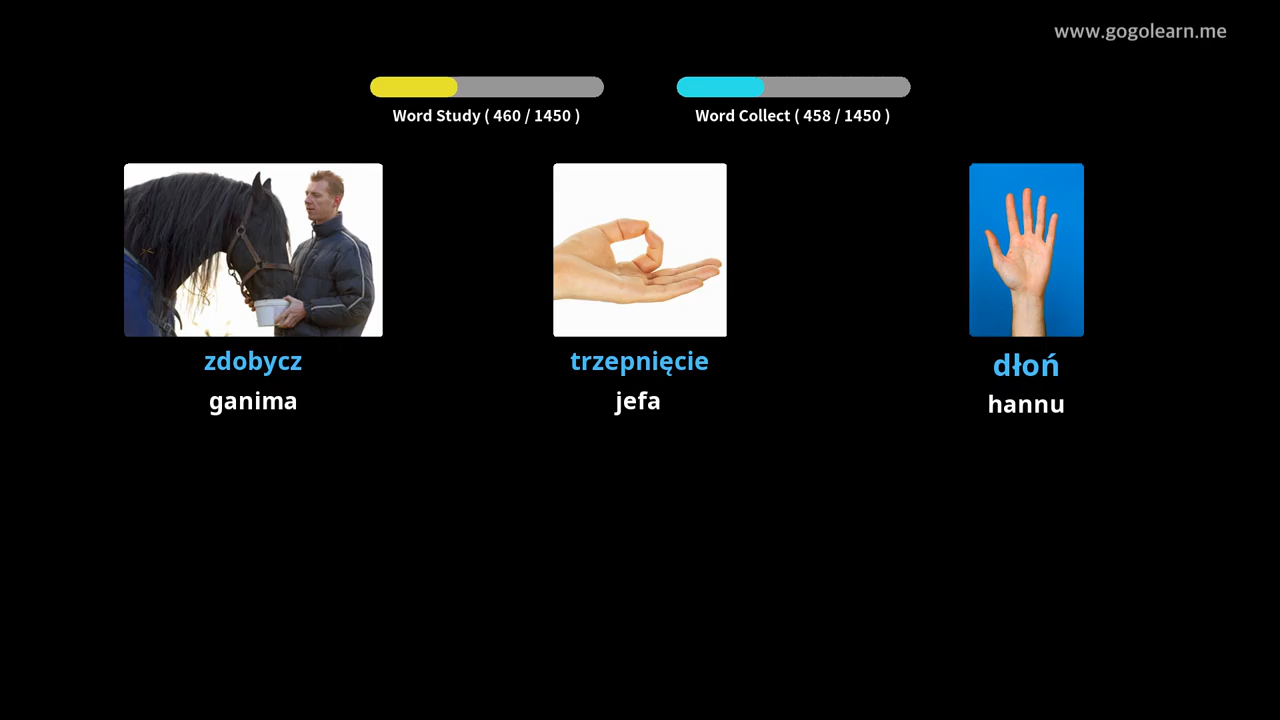 www.gogolearn.me
Word Study ( 460 / 1450 )
Word Collect ( 458 / 1450 )
zdobycz
ganima
trzepnięcie
jefa
dłoń
hannu